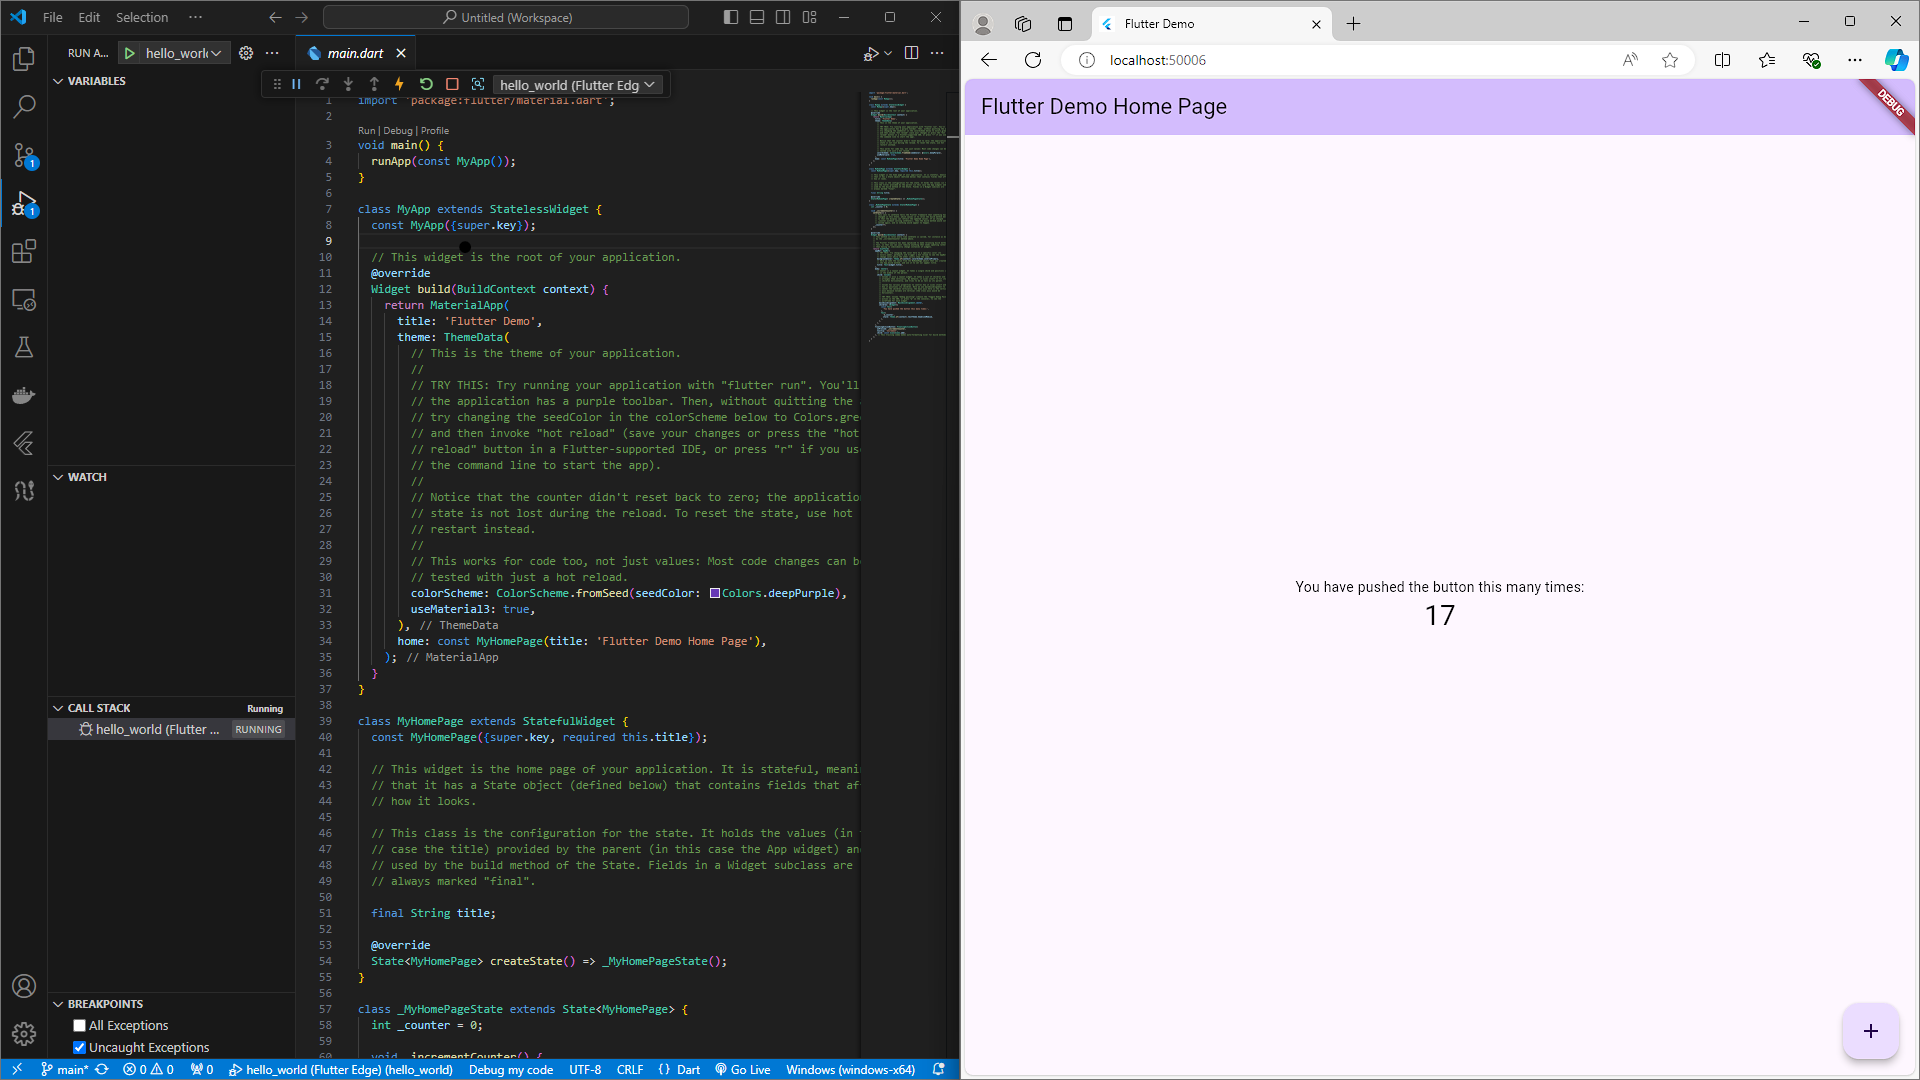 File Edit Selection ···
Untitled (Workspace)
RUN A... hello_worl
main.dart
VARIABLES
hello_world (Flutter Edg
1 import 'package:flutter/material.dart';
2
Run | Debug | Profile
3 void main() {
4 runApp(const MyApp());
5 }
6
7 class MyApp extends StatelessWidget {
8 const MyApp({super.key});
9
10 // This widget is the root of your application.
11 @override
12 Widget build(BuildContext context) {
13 return MaterialApp(
14 title: 'Flutter Demo',
15 theme: ThemeData(
16 // This is the theme of your application.
17 //
18 // TRY THIS: Try running your application with "flutter run". You'll
19 // the application has a purple toolbar. Then, without quitting the
20 // try changing the seedColor in the colorScheme below to Colors.gre
21 // and then invoke "hot reload" (save your changes or press the "hot
22 // reload" button in a Flutter-supported IDE, or press "r" if you us
23 // the command line to start the app).
24 //
25 // Notice that the counter didn't reset back to zero; the applicatio
26 // state is not lost during the reload. To reset the state, use hot
27 // restart instead.
28 //
29 // This works for code too, not just values: Most code changes can b
30 // tested with just a hot reload.
31 colorScheme: ColorScheme.fromSeed(seedColor: Colors.deepPurple),
32 useMaterial3: true,
33 ), // ThemeData
34 home: const MyHomePage(title: 'Flutter Demo Home Page'),
35 ); // MaterialApp
36 }
37 }
38
39 class MyHomePage extends StatefulWidget {
40 const MyHomePage({super.key, required this.title});
41
42 // This widget is the home page of your application. It is stateful, meani
43 // that it has a State object (defined below) that contains fields that af
44 // how it looks.
45
46 // This class is the configuration for the state. It holds the values (in
47 // case the title) provided by the parent (in this case the App widget) an
48 // used by the build method of the State. Fields in a Widget subclass are
49 // always marked "final".
50
51 final String title;
52
53 @override
54 State<MyHomePage> createState() => _MyHomePageState();
55 }
56
57 class _MyHomePageState extends State<MyHomePage> {
58 int _counter = 0;
59
60 void _incrementCounter() {
1
1
WATCH
CALL STACK Running
hello_world (Flutter ... RUNNING
BREAKPOINTS
All Exceptions
Uncaught Exceptions
main* 0 0 0 hello_world (Flutter Edge) (hello_world) Debug my code UTF-8 CRLF {} Dart Go Live Windows (windows-x64)
Flutter Demo
localhost:50006
Flutter Demo Home Page
DEBUG
You have pushed the button this many times:
17
+